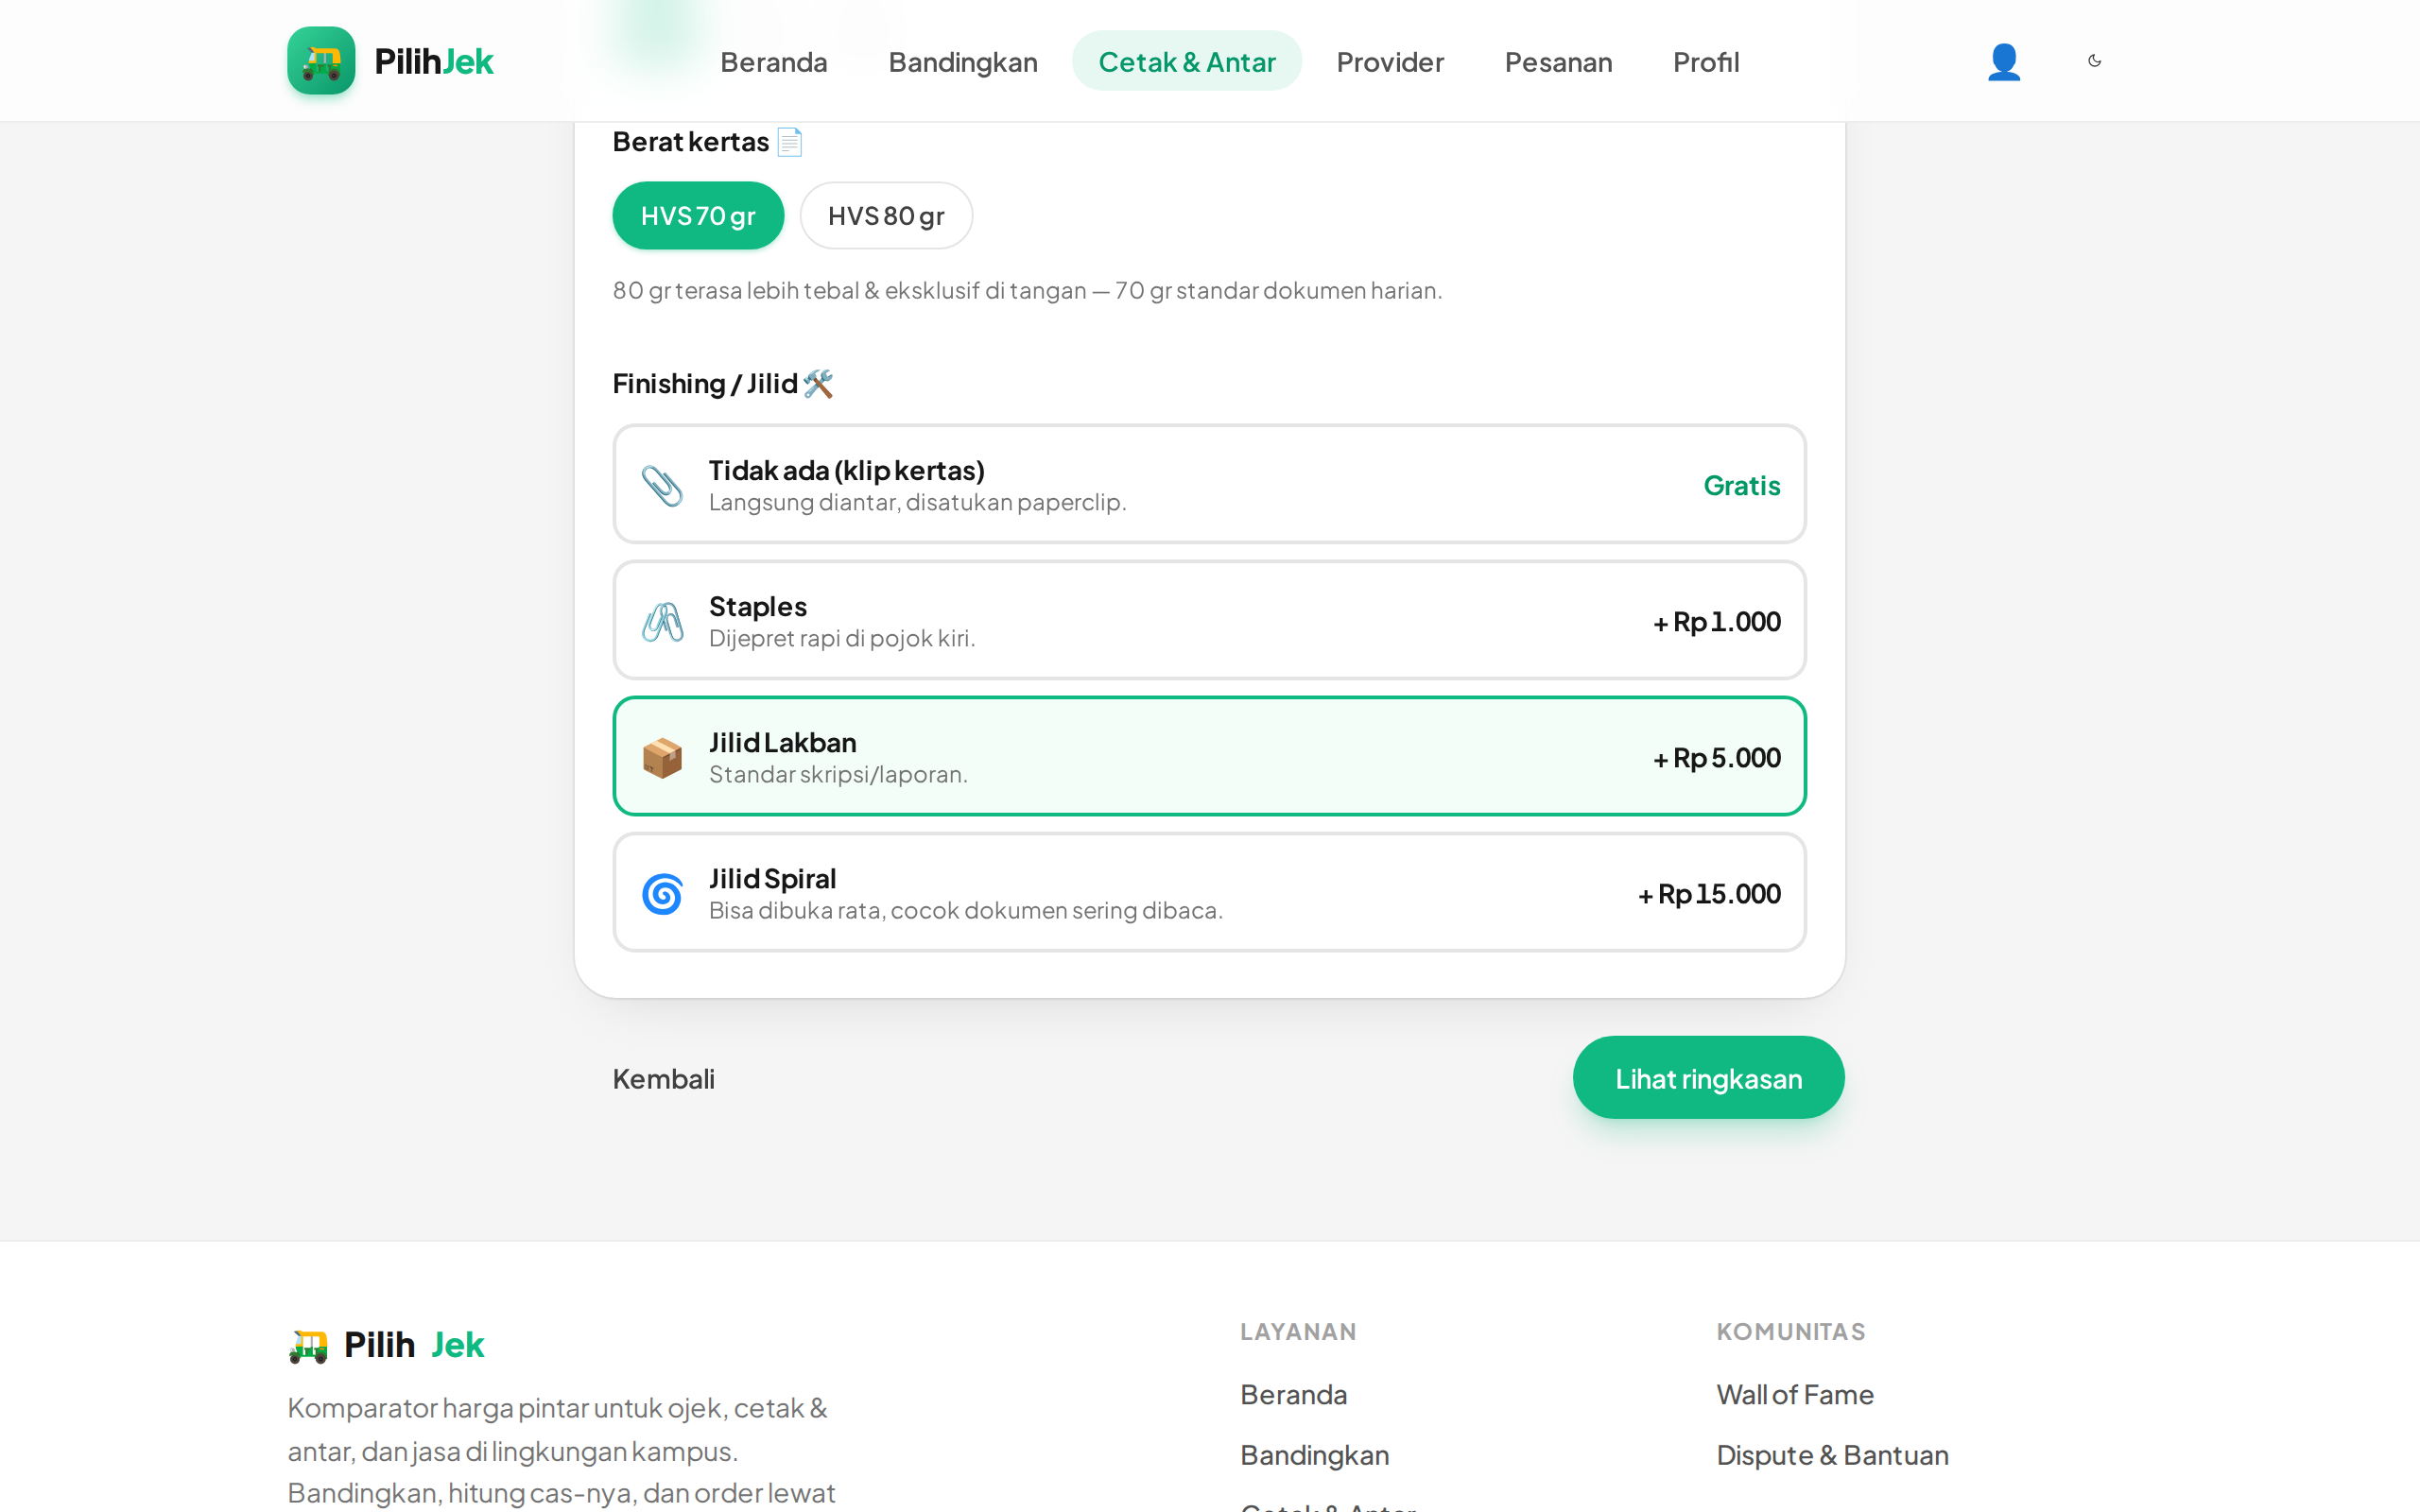 PilihJek
Beranda
Bandingkan
Cetak & Antar
Provider
Pesanan
Profil
Berat kertas
HVS 70 gr
HVS 80 gr
80 gr terasa lebih tebal & eksklusif di tangan — 70 gr standar dokumen harian.
Finishing / Jilid
Tidak ada (klip kertas)
Langsung diantar, disatukan paperclip.
Gratis
Staples
Dijepret rapi di pojok kiri.
+ Rp 1.000
Jilid Lakban
Standar skripsi/laporan.
+ Rp 5.000
Jilid Spiral
Bisa dibuka rata, cocok dokumen sering dibaca.
+ Rp 15.000
Kembali
Lihat ringkasan
Pilih Jek
Komparator harga pintar untuk ojek, cetak &
antar, dan jasa di lingkungan kampus.
Bandingkan, hitung cas-nya, dan order lewat
LAYANAN
Beranda
Bandingkan
Cetak & Antar
KOMUNITAS
Wall of Fame
Dispute & Bantuan